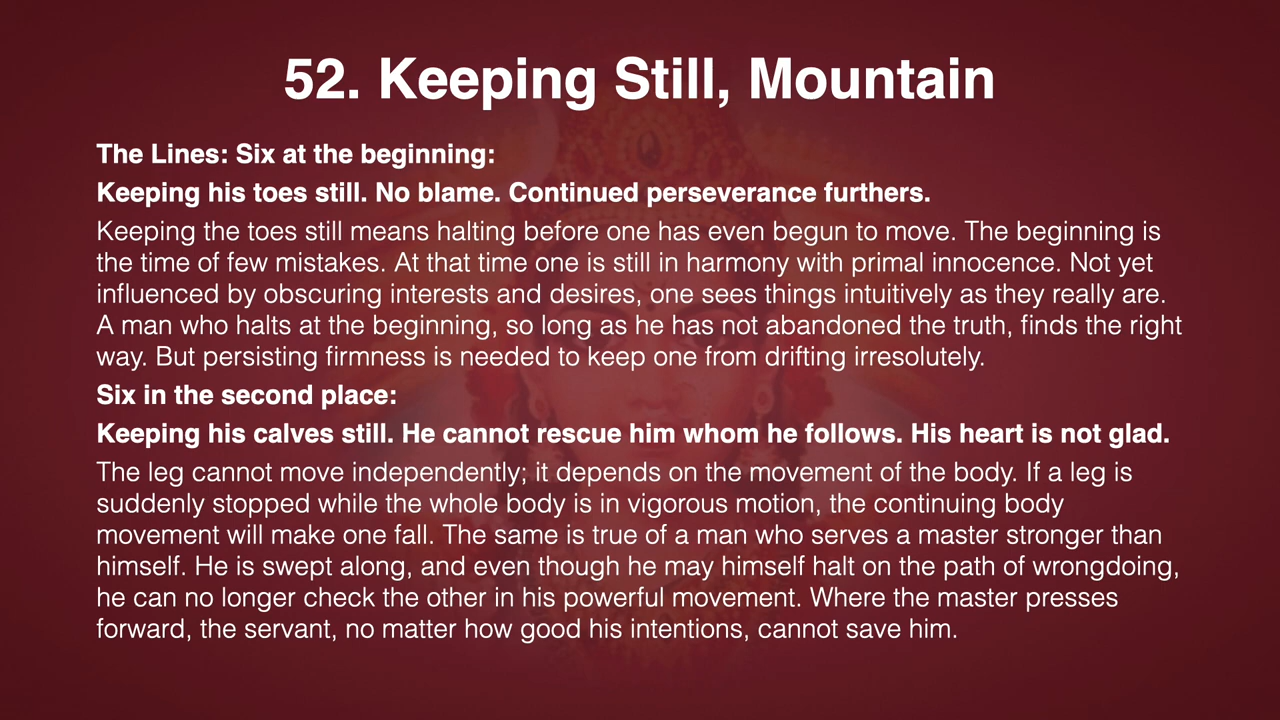 52. Keeping Still, Mountain
The Lines: Six at the beginning:
Keeping his toes still. No blame. Continued perseverance furthers.
Keeping the toes still means halting before one has even begun to move. The beginning is
the time of few mistakes. At that time one is still in harmony with primal innocence. Not yet
influenced by obscuring interests and desires, one sees things intuitively as they really are.
A man who halts at the beginning, so long as he has not abandoned the truth, finds the right
way. But persisting firmness is needed to keep one from drifting irresolutely.
Six in the second place:
Keeping his calves still. He cannot rescue him whom he follows. His heart is not glad.
The leg cannot move independently; it depends on the movement of the body. If a leg is
suddenly stopped while the whole body is in vigorous motion, the continuing body
movement will make one fall. The same is true of a man who serves a master stronger than
himself. He is swept along, and even though he may himself halt on the path of wrongdoing,
he can no longer check the other in his powerful movement. Where the master presses
forward, the servant, no matter how good his intentions, cannot save him.